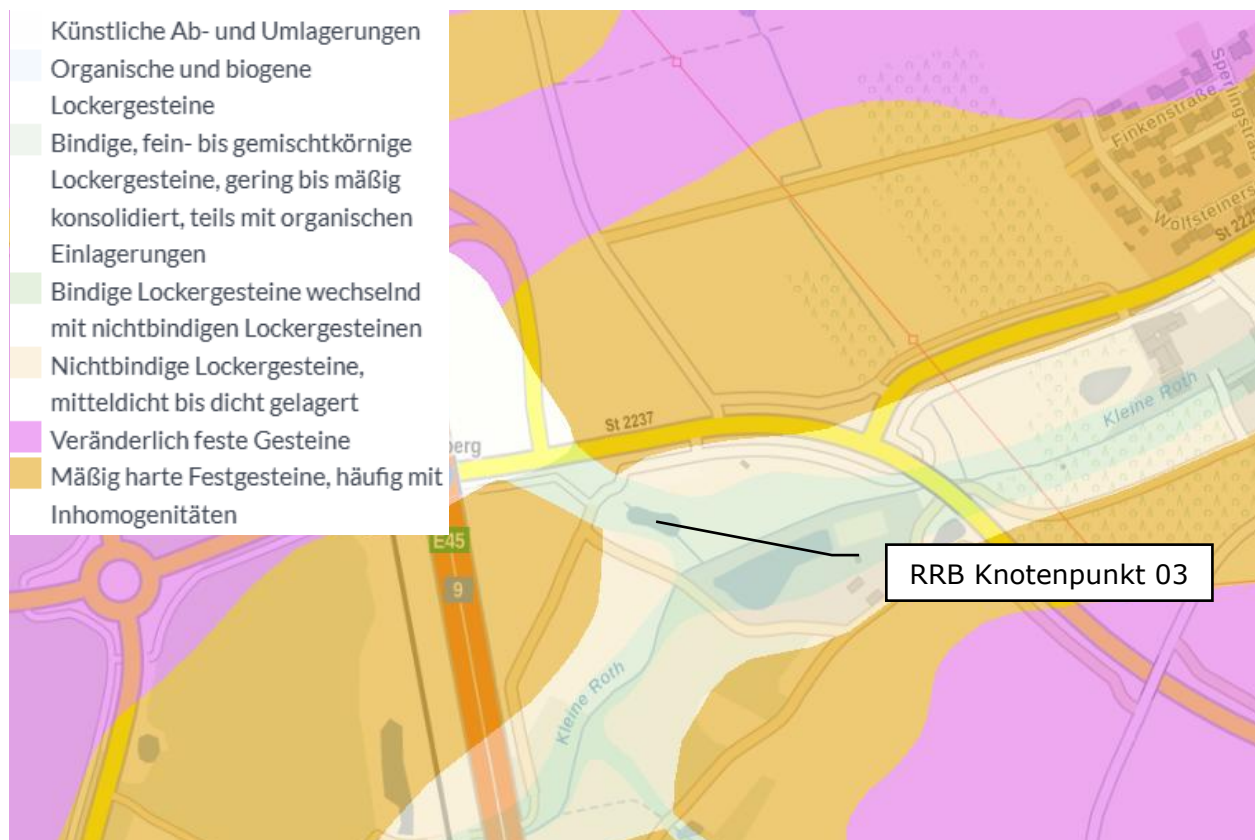 Künstliche Ab- und Umlagerungen
Organische und biogene
Lockergesteine
Bindige, fein- bis gemischtkörnige
Lockergesteine, gering bis mäßig
konsolidiert, teils mit organischen
Einlagerungen
Bindige Lockergesteine wechselnd
mit nichtbindigen Lockergesteinen
Nichtbindige Lockergesteine,
mitteldicht bis dicht gelagert
Veränderlich feste Gesteine
Mäßig harte Festgesteine, häufig mit
Inhomogenitäten
Finkenstraße
Wolfsteiners
St 2237
berg
Kleine Roth
E45
9
RRB Knotenpunkt 03
Kleine Roth